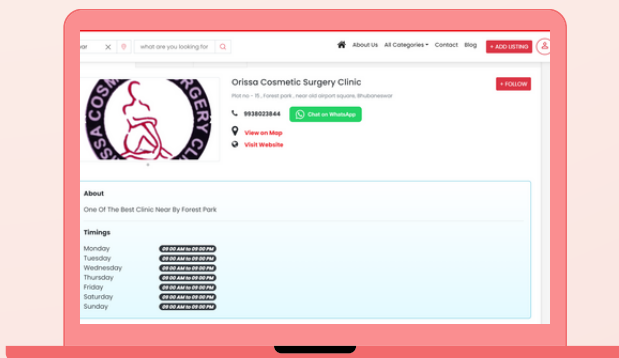 ar
what are you looking for
About Us All Categories Contact Blog + ADD LISTING
Orissa Cosmetic Surgery Clinic
+ FOLLOW
Plot no - 15 , Forest park , near old airport square, Bhubaneswar
9938023844 Chat on WhatsApp
View on Map
Visit Website
About
One Of The Best Clinic Near By Forest Park
Timings
Monday 09:00 AM to 09:00 PM
Tuesday 09:00 AM to 09:00 PM
Wednesday 09:00 AM to 09:00 PM
Thursday 09:00 AM to 09:00 PM
Friday 09:00 AM to 09:00 PM
Saturday 09:00 AM to 09:00 PM
Sunday 09:00 AM to 09:00 PM